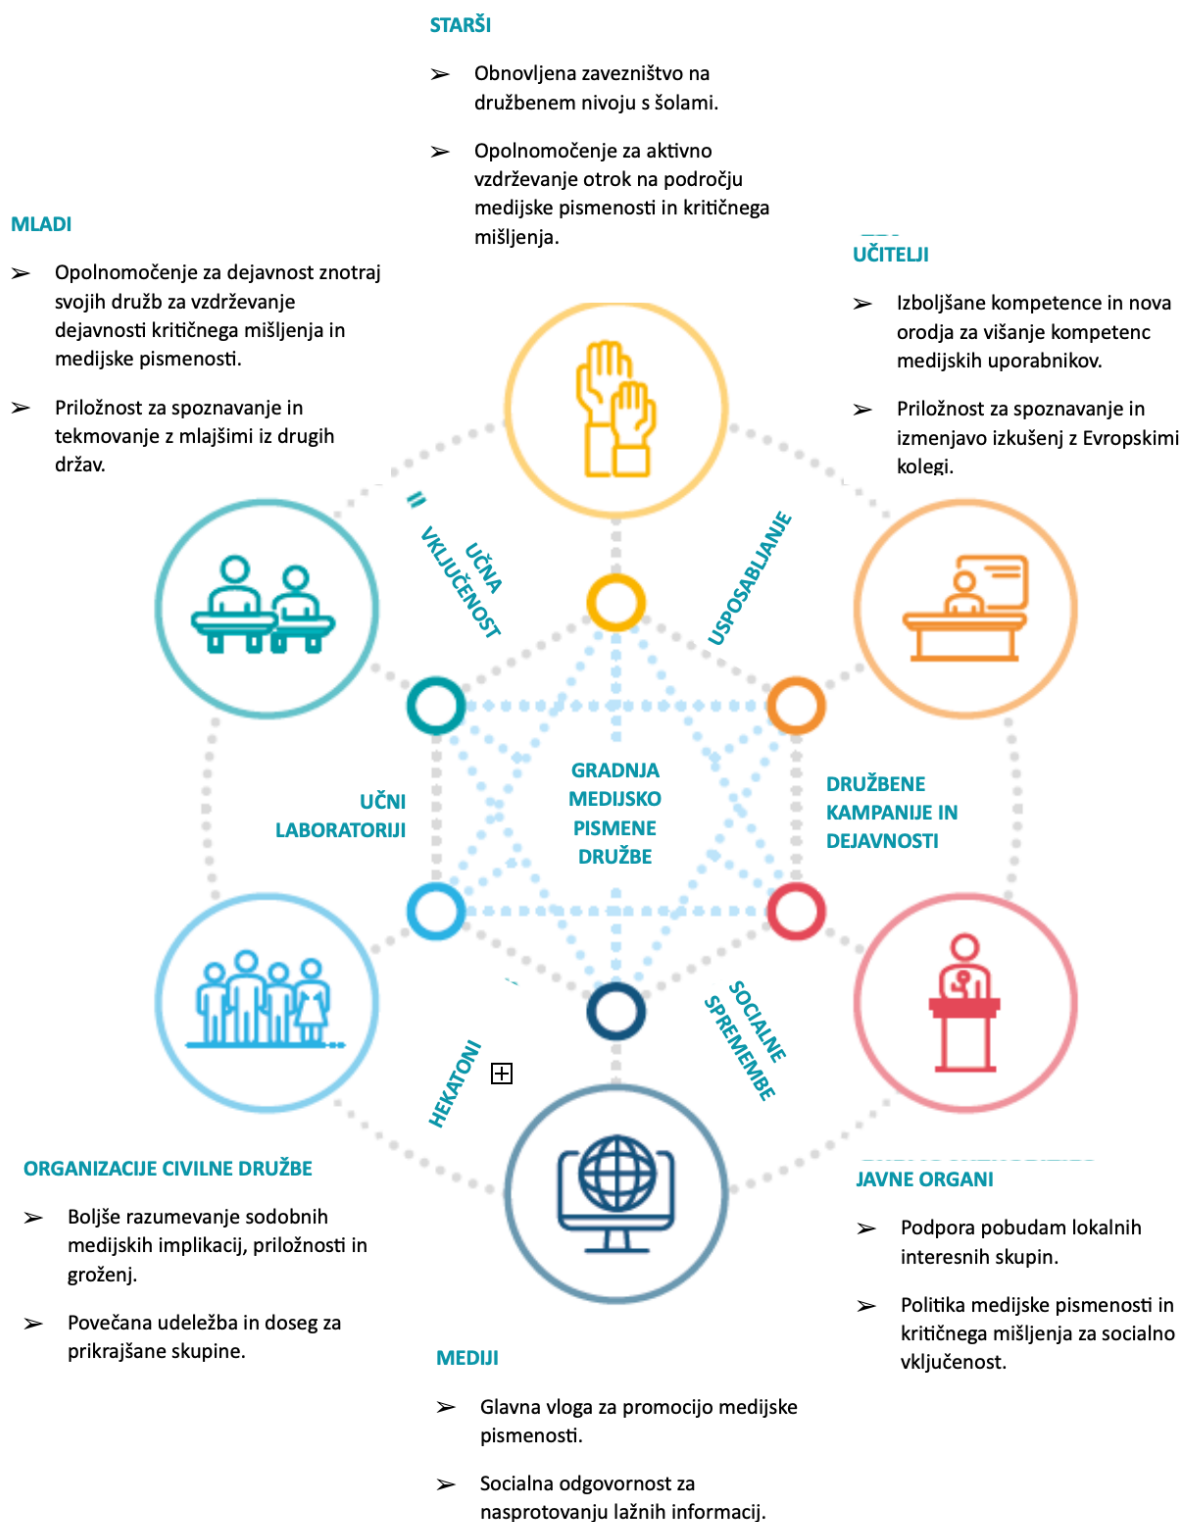 STARŠI
➢ Obnovljena zavezništvo na
družbenem nivoju s šolami.
➢ Opolnomočenje za aktivno
vzdrževanje otrok na področju
medijske pismenosti in kritičnega
mišljenja.
MLADI
➢ Opolnomočenje za dejavnost znotraj
svojih družb za vzdrževanje
dejavnosti kritičnega mišljenja in
medijske pismenosti.
➢ Priložnost za spoznavanje in
tekmovanje z mlajšimi iz drugih
držav.
UČITELJI
➢ Izboljšane kompetence in nova
orodja za višanje kompetenc
medijskih uporabnikov.
➢ Priložnost za spoznavanje in
izmenjavo izkušenj z Evropskimi
kolegi.
UČNA
VKLJUČENOST
USPOSABLJANJE
GRADNJA
MEDIJSKO
PISMENE
DRUŽBE
UČNI
LABORATORIJI
DRUŽBENE
KAMPANIJE IN
DEJAVNOSTI
HEKATONI
SOCIALNE
SPREMEMBE
ORGANIZACIJE CIVILNE DRUŽBE
➢ Boljše razumevanje sodobnih
medijskih implikacij, priložnosti in
groženj.
➢ Povečana udeležba in doseg za
prikrajšane skupine.
JAVNE ORGANI
➢ Podpora pobudam lokalnih
interesnih skupin.
➢ Politika medijske pismenosti in
kritičnega mišljenja za socialno
vključenost.
MEDIJI
➢ Glavna vloga za promocijo medijske
pismenosti.
➢ Socialna odgovornost za
nasprotovanju lažnih informacij.